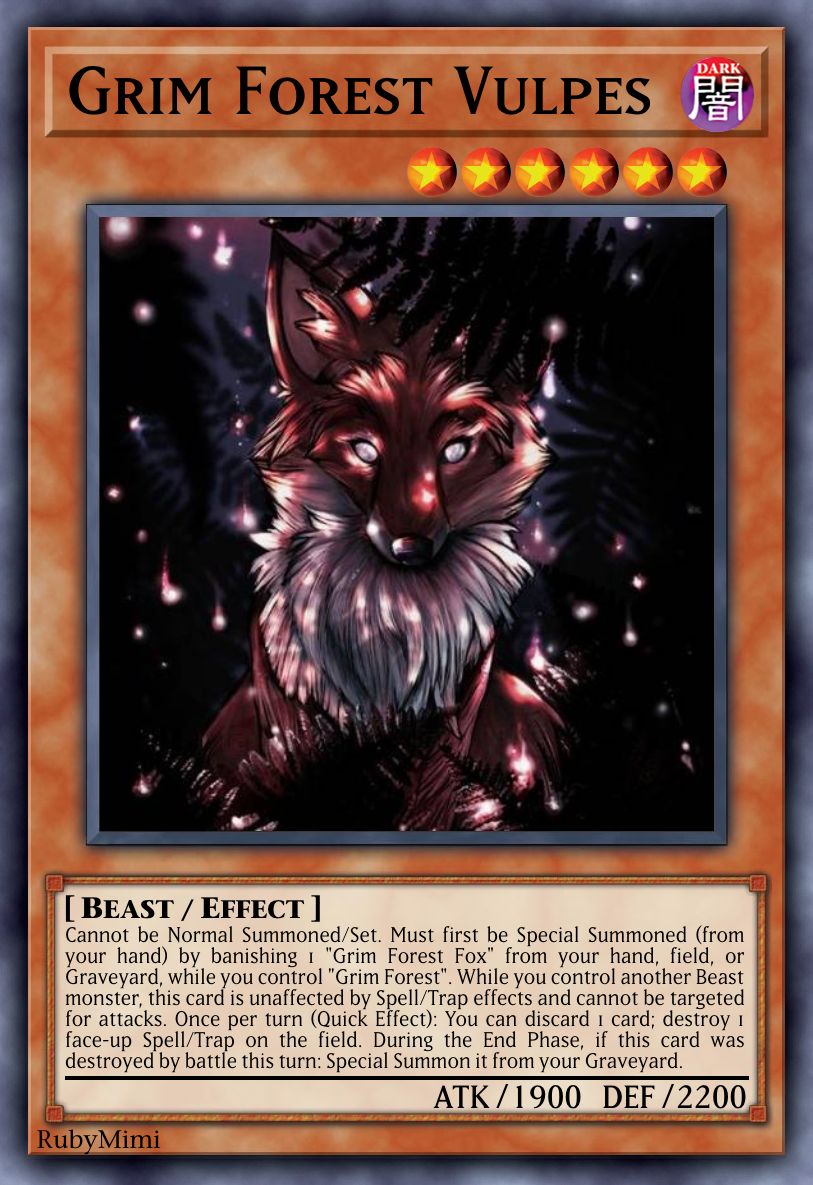 Grim Forest Vulpes
DARK
闇
[ Beast / Effect ]
Cannot be Normal Summoned/Set. Must first be Special Summoned (from
your hand) by banishing 1 "Grim Forest Fox" from your hand, field, or
Graveyard, while you control "Grim Forest". While you control another Beast
monster, this card is unaffected by Spell/Trap effects and cannot be targeted
for attacks. Once per turn (Quick Effect): You can discard 1 card; destroy 1
face-up Spell/Trap on the field. During the End Phase, if this card was
destroyed by battle this turn: Special Summon it from your Graveyard.
ATK/1900 DEF/2200
RubyMimi